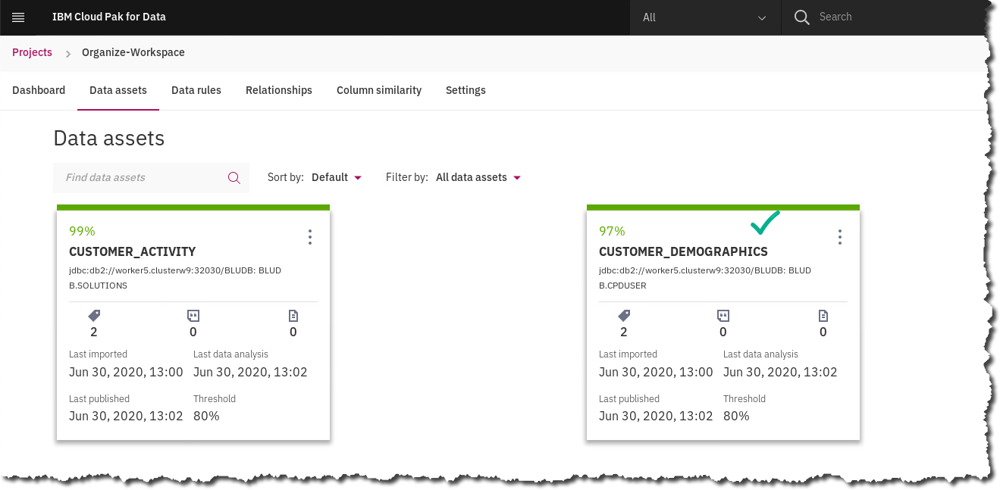 IBM Cloud Pak for Data
All
Search
Projects
Organize-Workspace
Dashboard
Data assets
Data rules
Relationships
Column similarity
Settings
Data assets
Find data assets
Sort by: Default
Filter by: All data assets
99%
CUSTOMER_ACTIVITY
jdbc:db2://worker5.clusterw9:32030/BLUDB: BLUD
B.SOLUTIONS
2 0 0
Last imported Last data analysis
Jun 30, 2020, 13:00 Jun 30, 2020, 13:02
Last published Threshold
Jun 30, 2020, 13:02 80%
97%
CUSTOMER_DEMOGRAPHICS
jdbc:db2://worker5.clusterw9:32030/BLUDB: BLUD
B.CPDUSER
2 0 0
Last imported Last data analysis
Jun 30, 2020, 13:00 Jun 30, 2020, 13:02
Last published Threshold
Jun 30, 2020, 13:02 80%